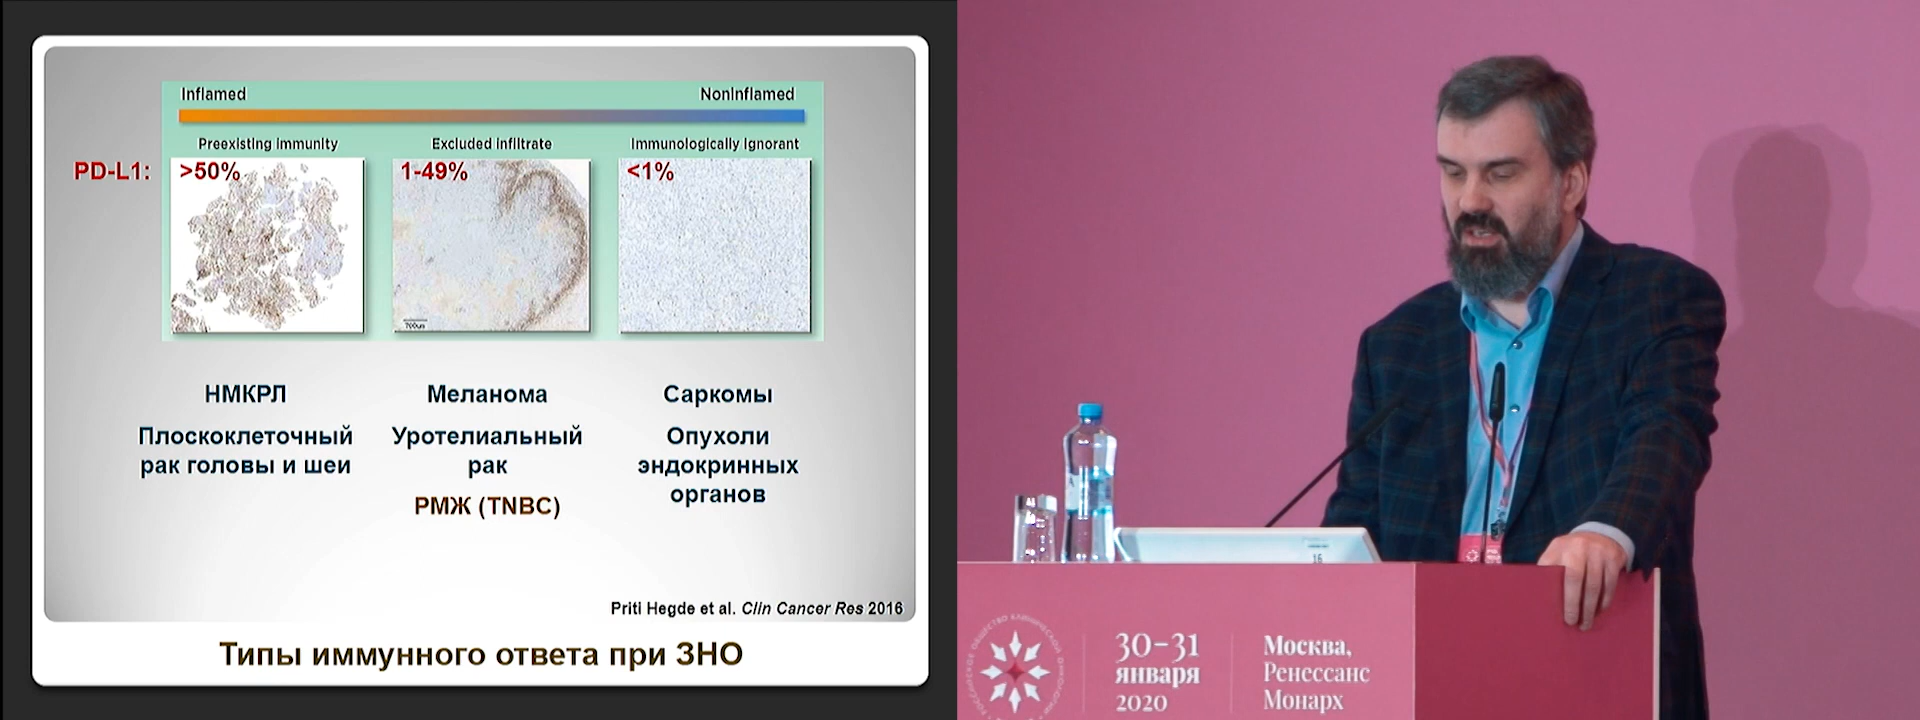 Inflamed
Noninflamed
Preexisting immunity
Excluded infiltrate
Immunologically ignorant
PD-L1:
>50%
1-49%
<1%
НМКРЛ
Меланома
Саркомы
Плоскоклеточный
рак головы и шеи
Уротелиальный
рак
РМЖ (TNBC)
Опухоли
эндокринных
органов
Priti Hegde et al. Clin Cancer Res 2016
Типы иммунного ответа при ЗНО
16
30-31
января
2020
Москва,
Ренессанс
Монарх